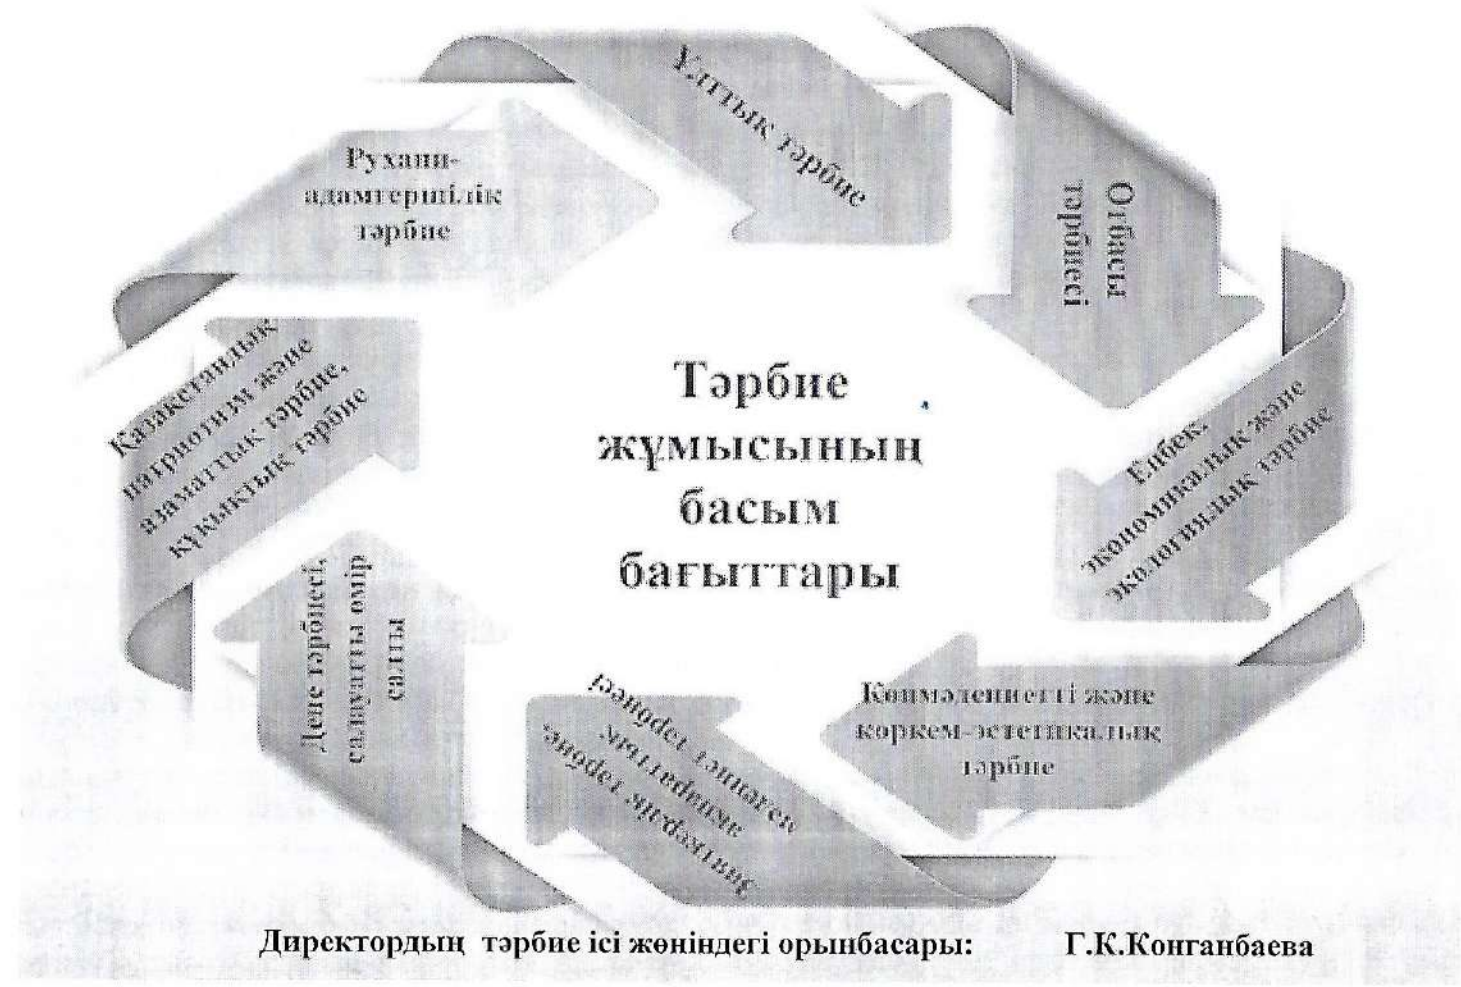 Рухани-
адамгершілік
тәрбие
Ұлттық тәрбие
Отбасы
тәрбиесі
Еңбек,
экономикалық және
экологиялық тәрбие
Көпмәдениетті және
көркем-эстетикалық
тәрбие
Зияткерлік тәрбие,
ақпараттық
мәдениет тәрбиесі
Дене тәрбиесі,
салауатты өмір
салты
Қазақстандық
патриотизм және
азаматтық тәрбие,
құқықтық тәрбие
Тәрбие
жұмысының
басым
бағыттары
Директордың тәрбие ісі жөніндегі орынбасары: Г.К.Конганбаева